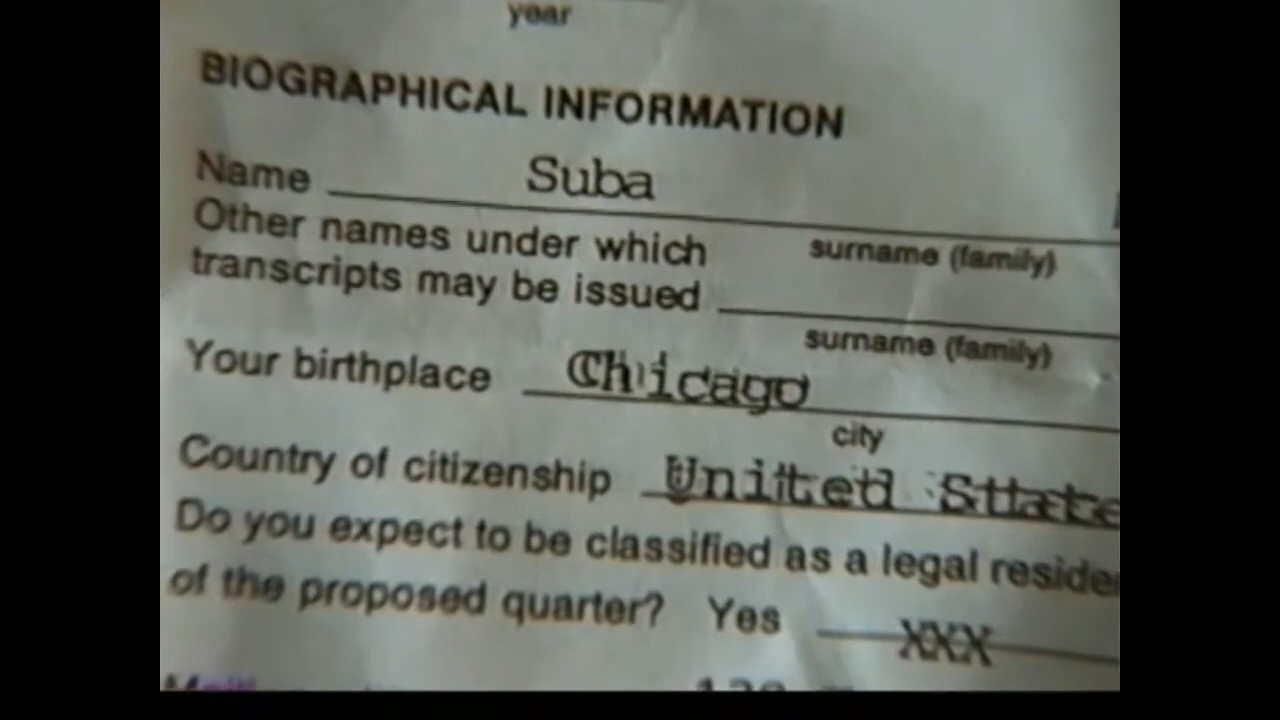 year
BIOGRAPHICAL INFORMATION
Name Suba
surname (family)
Other names under which
transcripts may be issued
surname (family)
Your birthplace Chicago
city
Country of citizenship United State
Do you expect to be classified as a legal reside
of the proposed quarter? Yes XXX